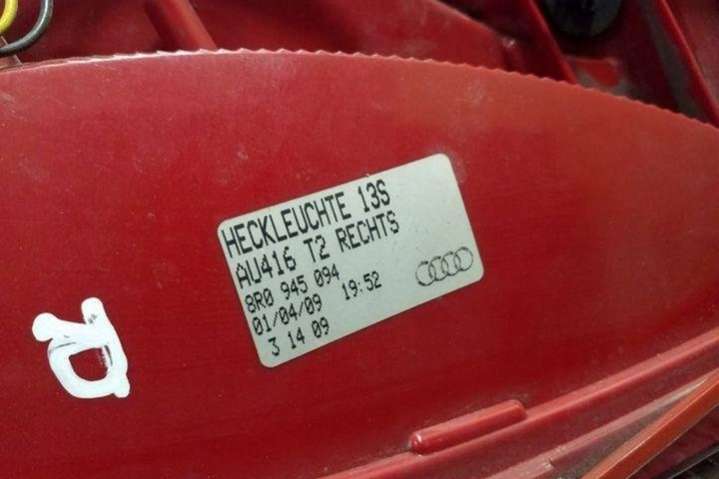 HECKLEUCHTE 13S
AU416 T2 RECHTS
8R0 945 094
01/04/09 19:52
3 14 09